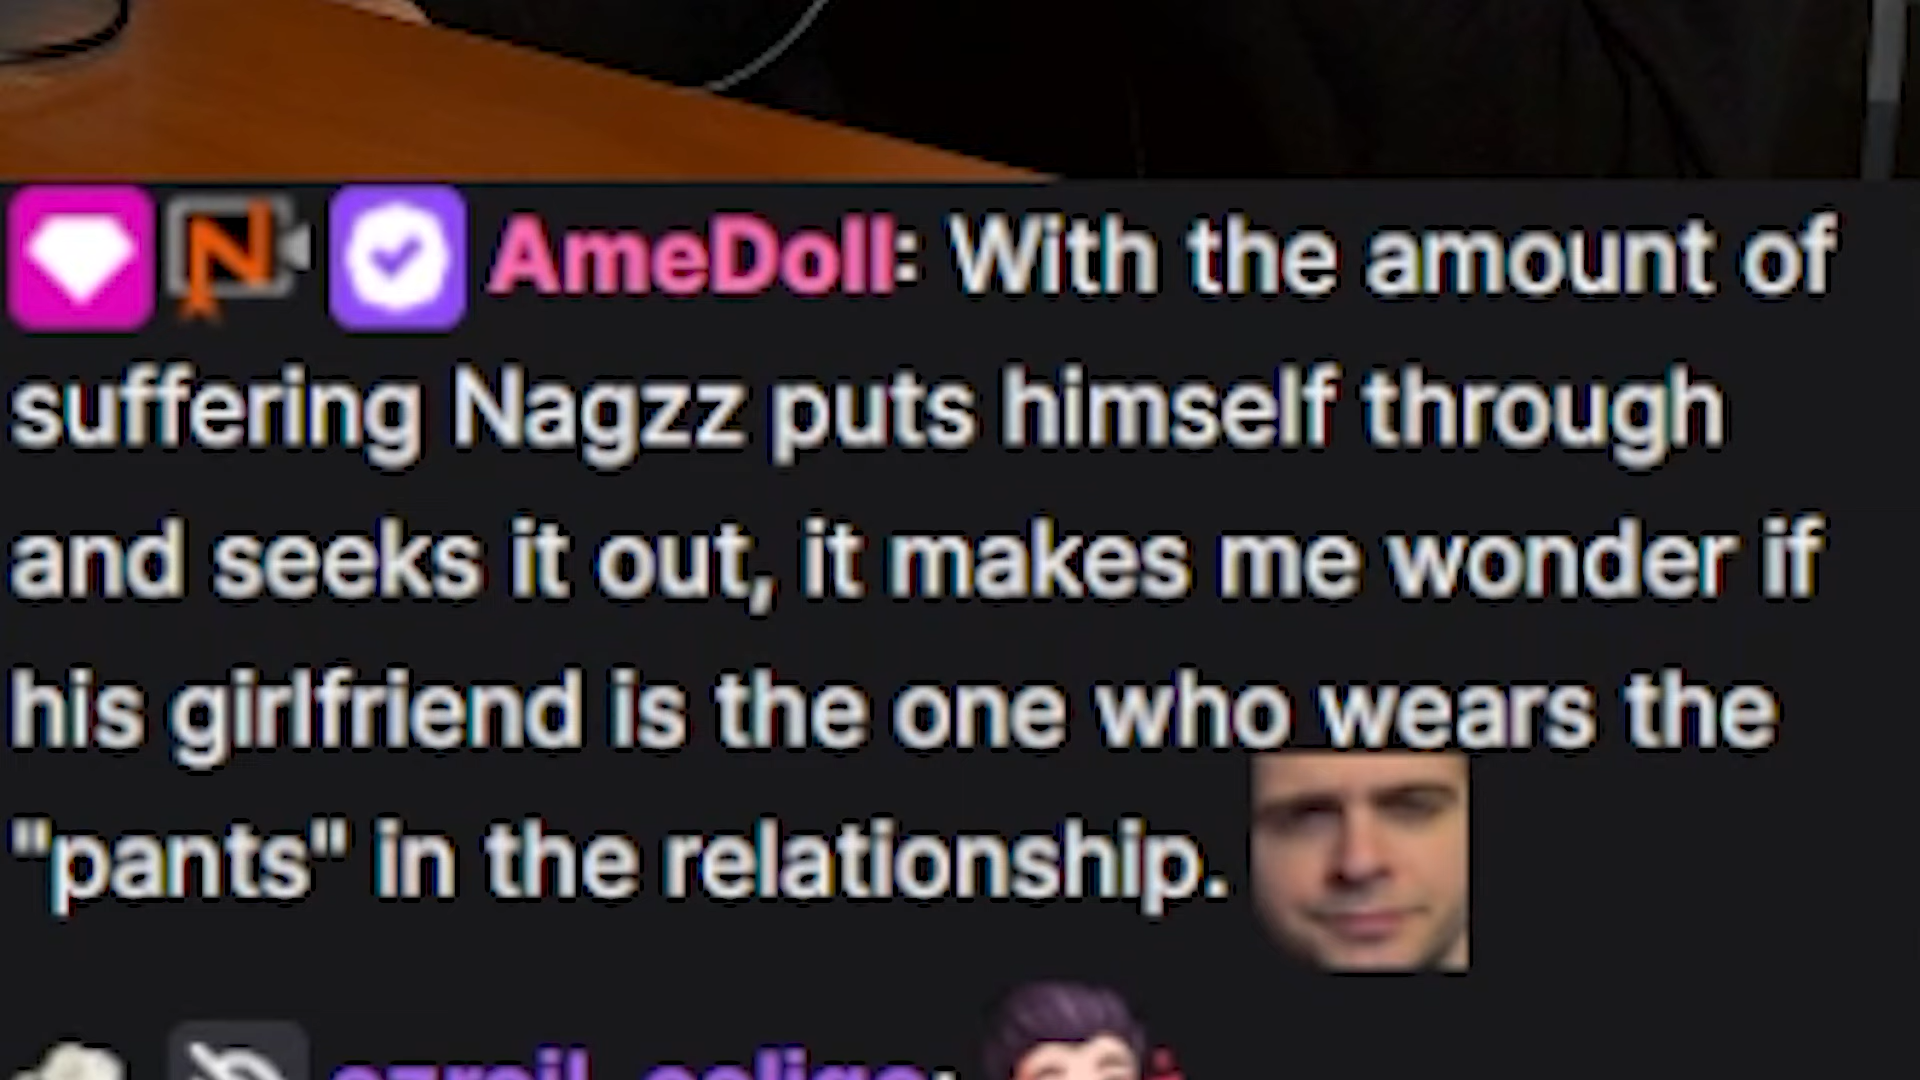 AmeDoll: With the amount of
suffering Nagzz puts himself through
and seeks it out, it makes me wonder if
his girlfriend is the one who wears the
"pants" in the relationship.